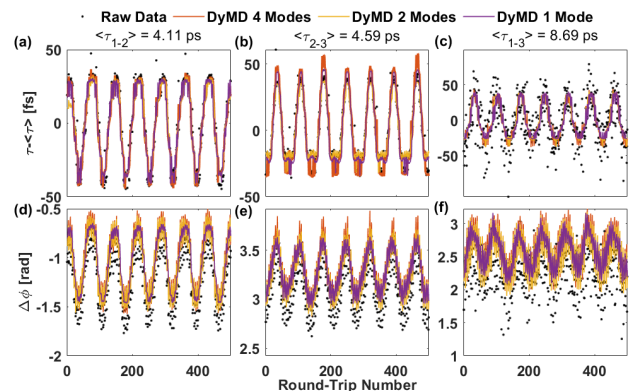 Raw Data DyMD 4 Modes DyMD 2 Modes DyMD 1 Mode
<τ1-2> = 4.11 ps <τ2-3> = 4.59 ps <τ1-3> = 8.69 ps
(a) (b) (c)
50 50 50
τ-<τ> [fs]
0 0 0
-50 -50 -50
(d) (e) (f)
-0.5 3
Δϕ [rad]
-1 3.5 2.5
-1.5 3 2
1.5
-2 2.5 1
0 200 400 0 200 400 0 200 400
Round-Trip Number